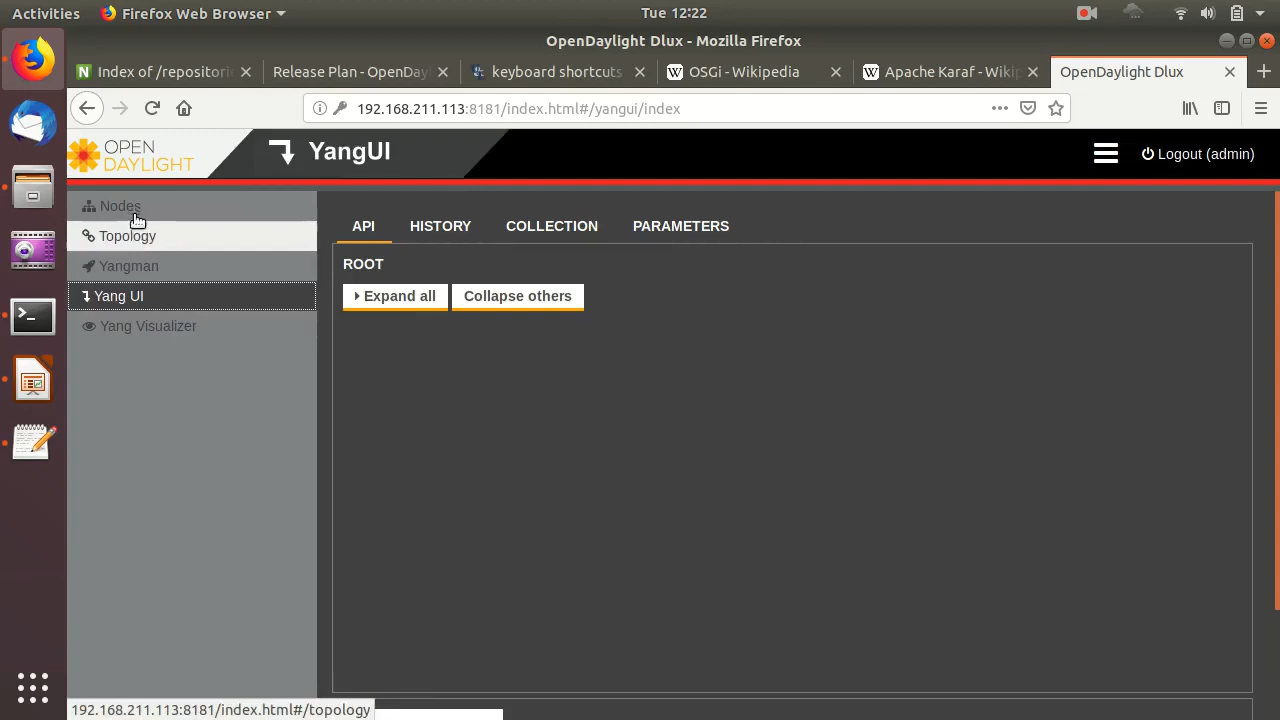 Activities
Firefox Web Browser
Tue 12:22
OpenDaylight Dlux - Mozilla Firefox
Index of /repositori
Release Plan - OpenDay
keyboard shortcuts
OSGi - Wikipedia
Apache Karaf - Wiki
OpenDaylight Dlux
192.168.211.113:8181/index.html#/yangui/index
OPEN
DAYLIGHT
YangUI
Logout (admin)
Nodes
Topology
Yangman
Yang UI
Yang Visualizer
API
HISTORY
COLLECTION
PARAMETERS
ROOT
Expand all
Collapse others
192.168.211.113:8181/index.html#/topology